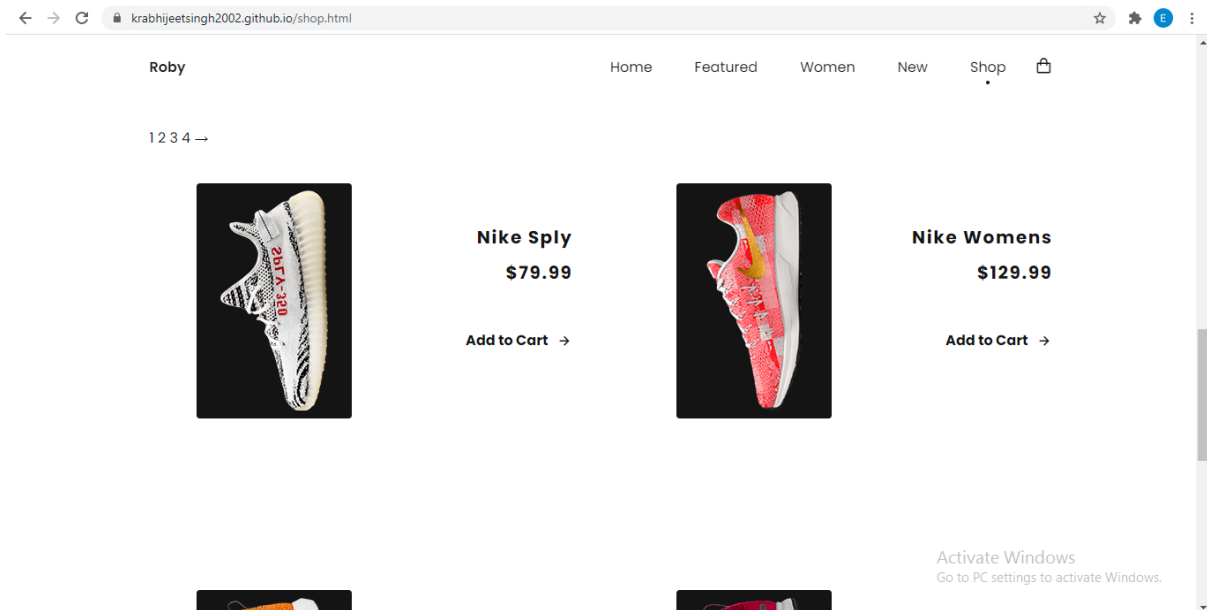 krabhijeetsingh2002.github.io/shop.html
E
Roby
Home Featured Women New Shop
1 2 3 4 →
SPLY-350
Nike Sply
$79.99
Add to Cart →
Nike Womens
$129.99
Add to Cart →
Activate Windows
Go to PC settings to activate Windows.